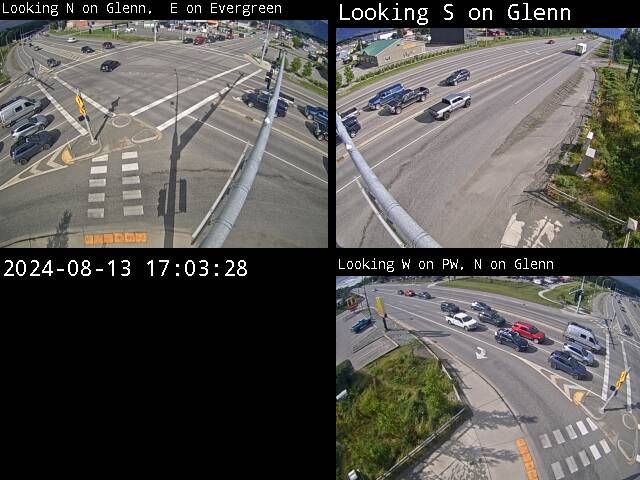 Looking N on Glenn, E on Evergreen
Looking S on Glenn
2024-08-13 17:03:28
Looking W on PW, N on Glenn